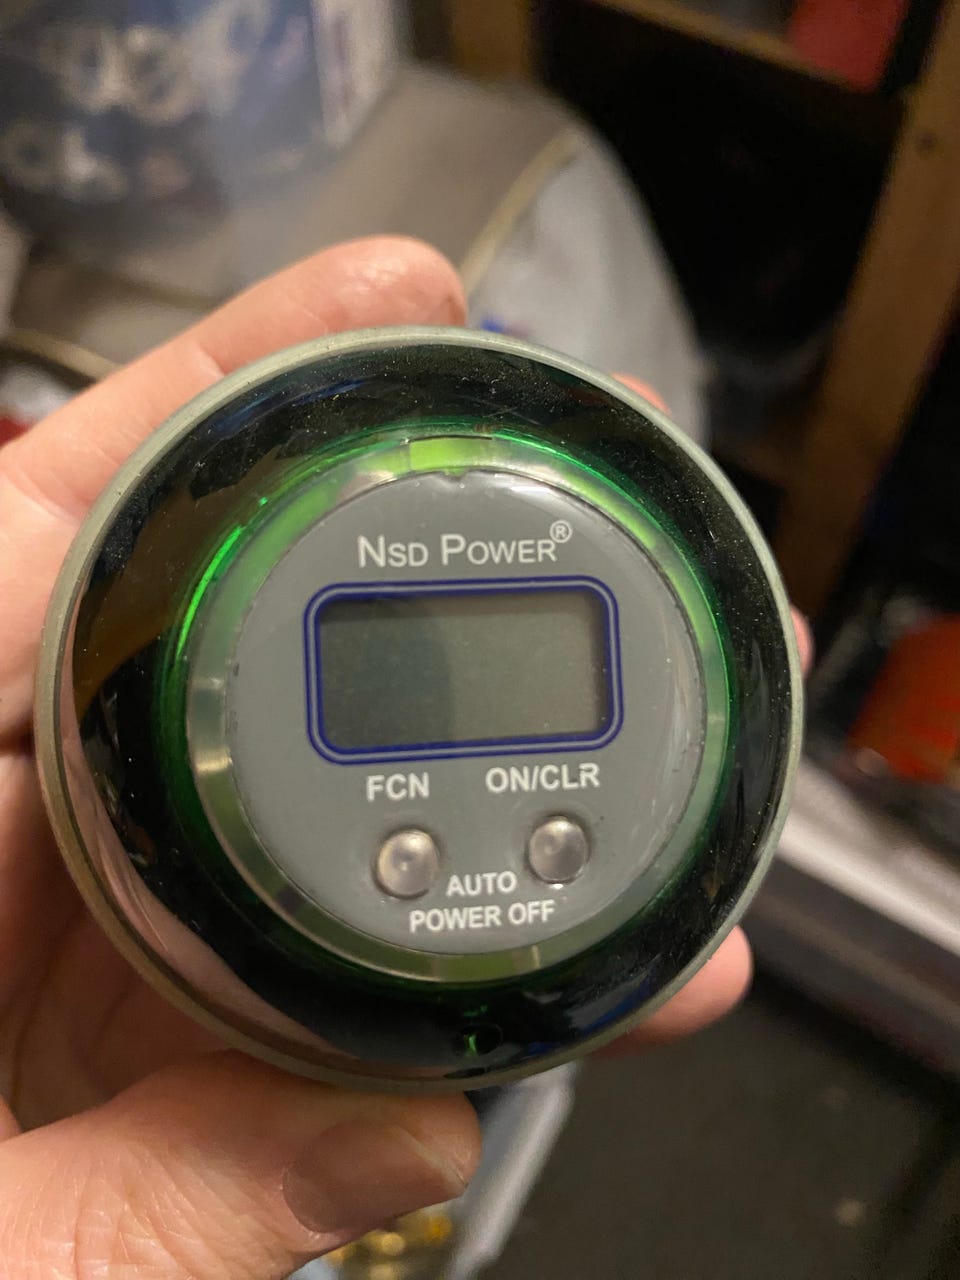 NSD POWER®
FCN ON/CLR
AUTO
POWER OFF